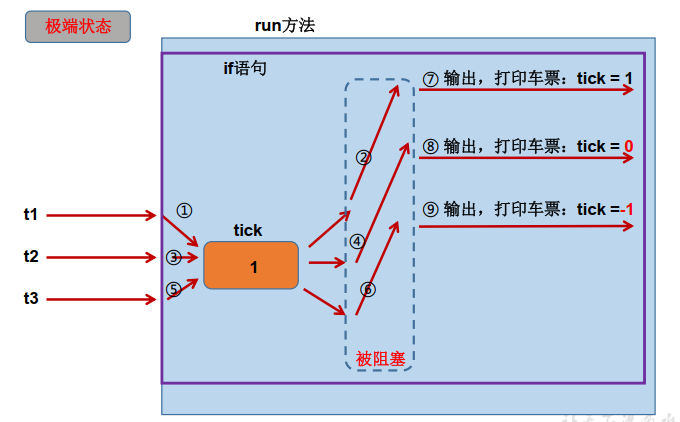 极端状态
run方法
if语句
⑦ 输出，打印车票：tick = 1
②
⑧ 输出，打印车票：tick = 0
t1
①
⑨ 输出，打印车票：tick =-1
tick
④
t2
③
1
t3
⑤
⑥
被阻塞